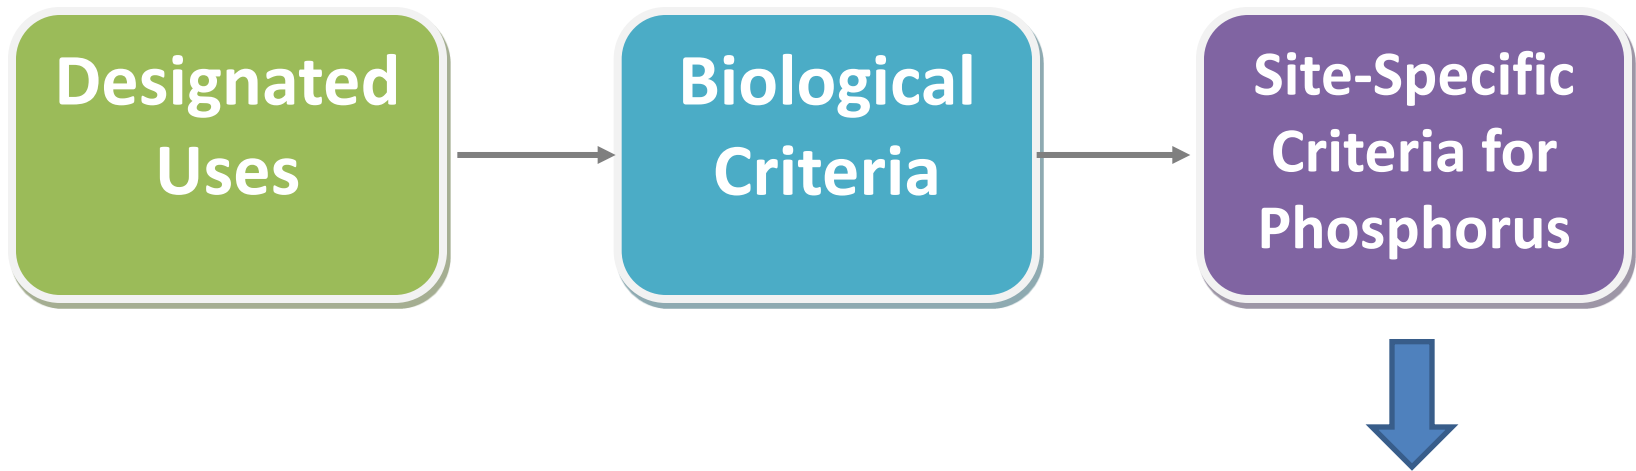 Designated
Uses
Biological
Criteria
Site-Specific
Criteria for
Phosphorus